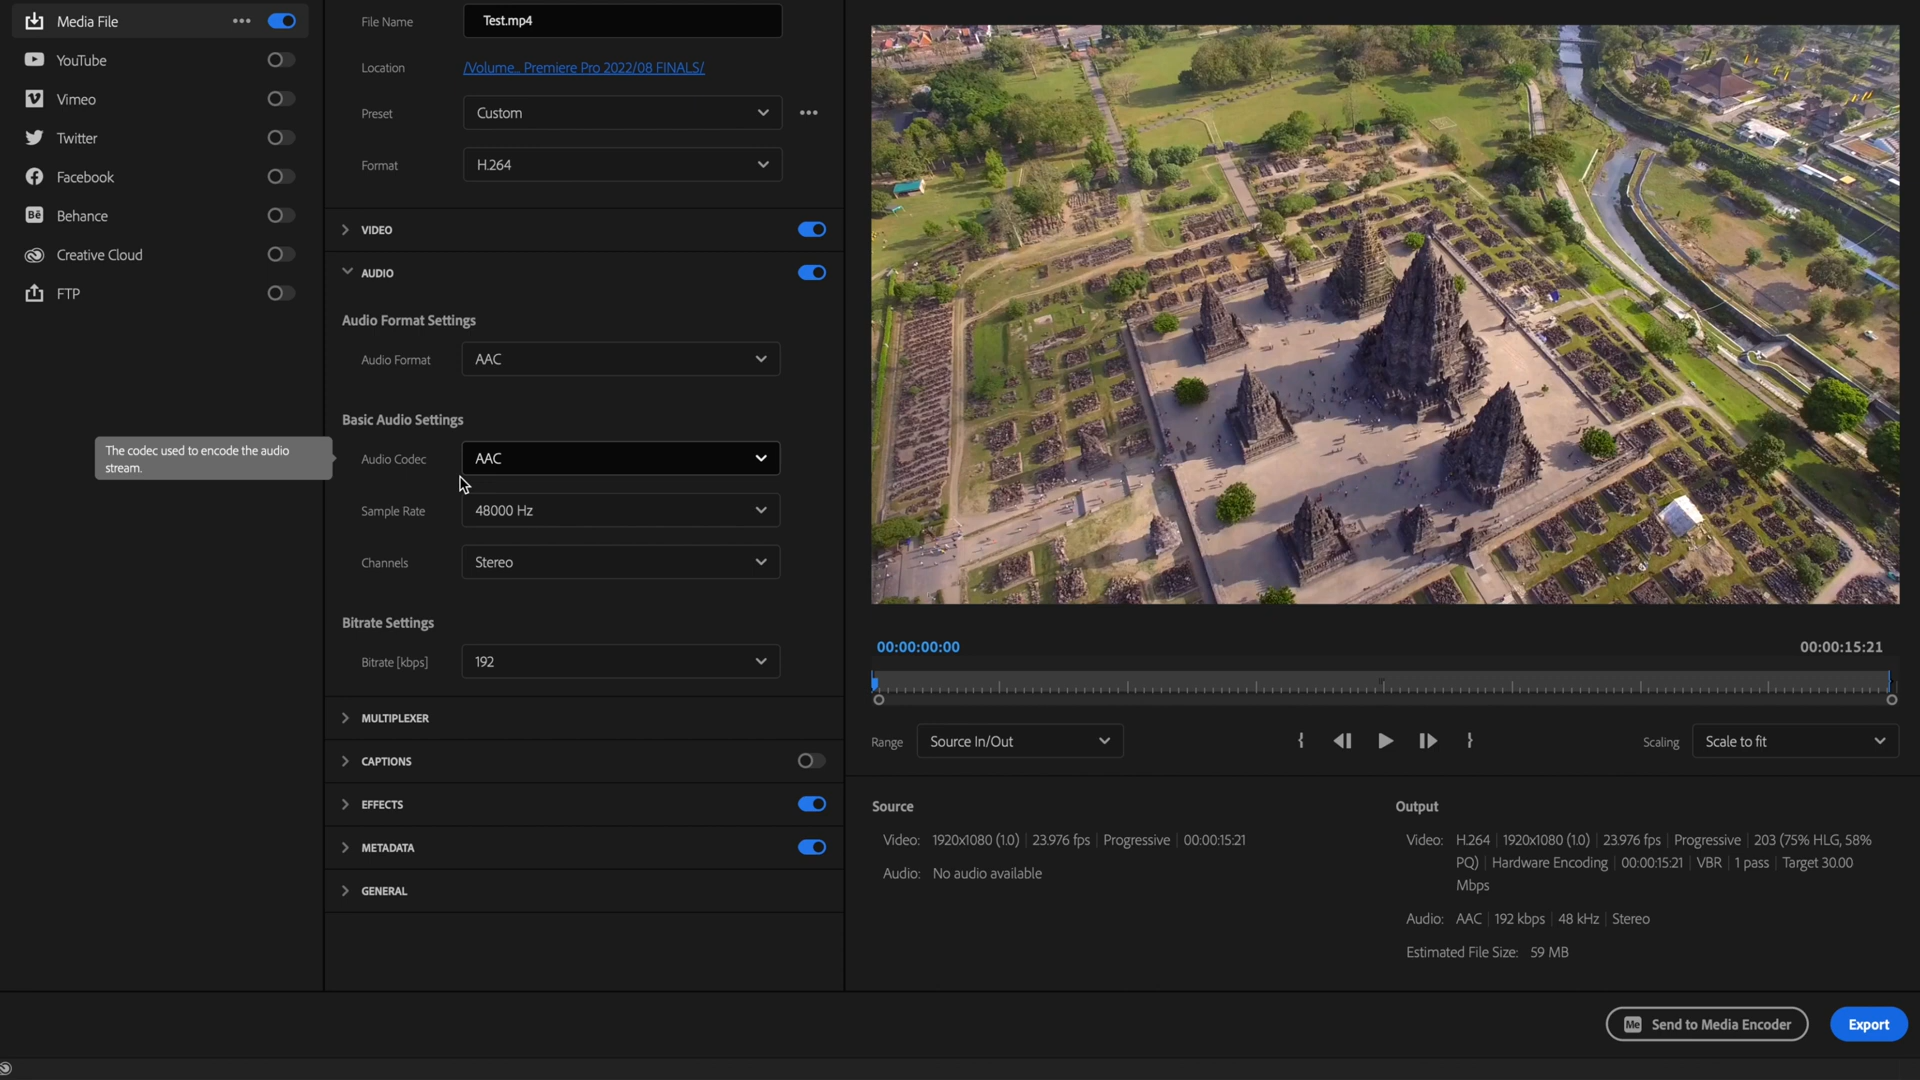 Media File
YouTube
Vimeo
Twitter
Facebook
Behance
Creative Cloud
FTP
The codec used to encode the audio
stream.
File Name Test.mp4
Location /Volume... Premiere Pro 2022/08 FINALS/
Preset Custom
Format H.264
VIDEO
AUDIO
Audio Format Settings
Audio Format AAC
Basic Audio Settings
Audio Codec AAC
Sample Rate 48000 Hz
Channels Stereo
Bitrate Settings
Bitrate [kbps] 192
MULTIPLEXER
CAPTIONS
EFFECTS
METADATA
GENERAL
00:00:00:00 00:00:15:21
Range Source In/Out Scaling Scale to fit
Source
Video: 1920x1080 (1.0) | 23.976 fps | Progressive | 00:00:15:21
Audio: No audio available
Output
Video: H.264 | 1920x1080 (1.0) | 23.976 fps | Progressive | 203 (75% HLG, 58%
PQ) | Hardware Encoding | 00:00:15:21 | VBR | 1 pass | Target 30.00
Mbps
Audio: AAC | 192 kbps | 48 kHz | Stereo
Estimated File Size: 59 MB
Me Send to Media Encoder
Export